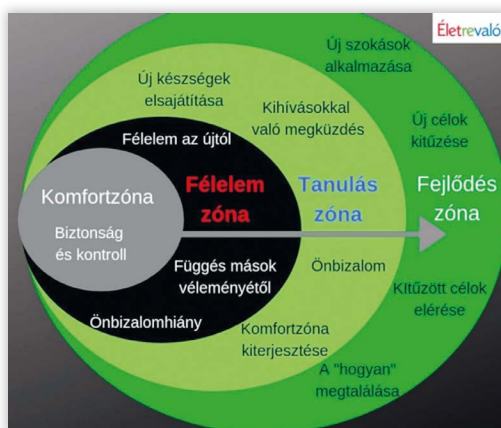 Életrevaló
Új szokások
alkalmazása
Új készségek
elsajátítása
Kihívásokkal
való megküzdés
Új célok
kitűzése
Félelem az újtól
Komfortzóna
Félelem
zóna
Tanulás
zóna
Fejlődés
zóna
Biztonság
és kontroll
Függés mások
véleményétől
Önbizalom
Önbizalomhiány
KItűzött célok
elérése
Komfortzóna
kiterjesztése
A "hogyan"
megtalálása